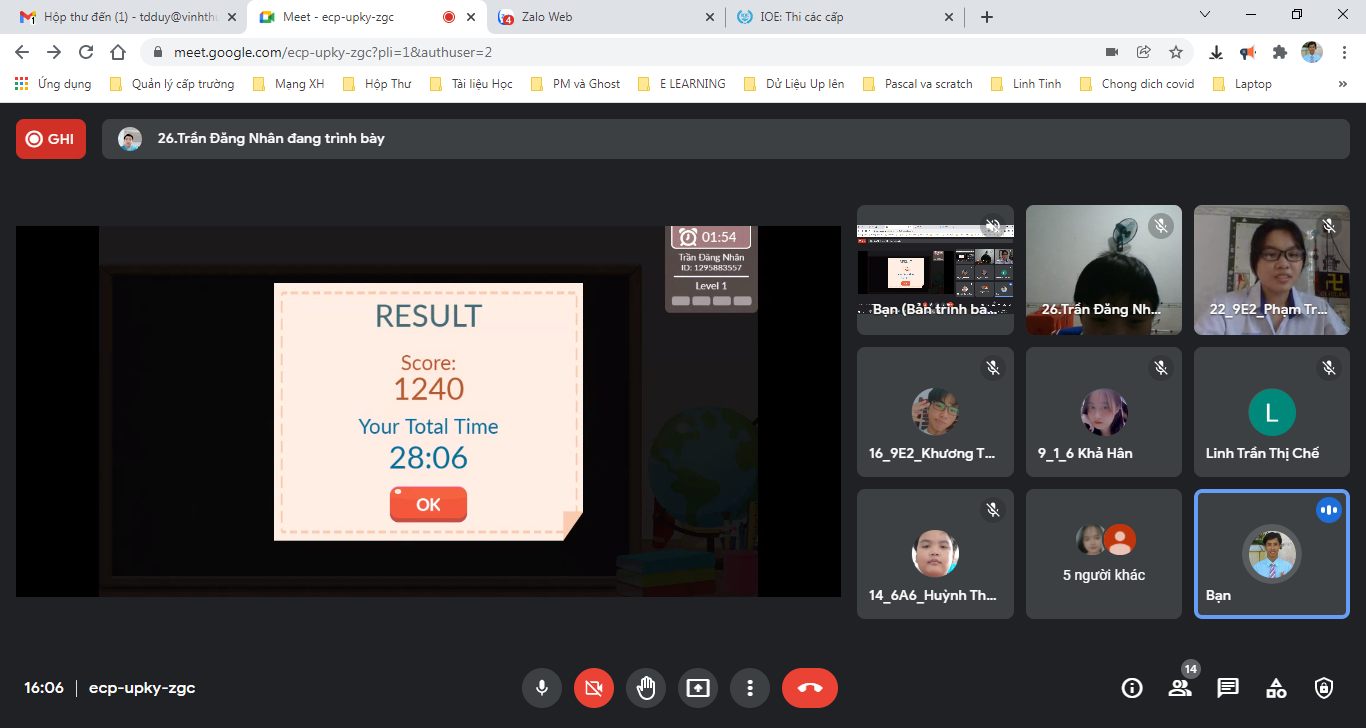 Hộp thư đến (1) - tdduy@vinhth
Meet - ecp-upky-zgc
Zalo Web
IOE: Thi các cấp
meet.google.com/ecp-upky-zgc?pli=1&authuser=2
Ứng dụng
Quản lý cấp trường
Mạng XH
Hộp Thư
Tài liệu Học
PM và Ghost
E LEARNING
Dử Liệu Up lên
Pascal va scratch
Linh Tinh
Chong dich covid
Laptop
GHI
26.Trần Đăng Nhân đang trình bày
01:54
Trần Đăng Nhân
ID: 1295883557
Level 1
RESULT
Score:
1240
Your Total Time
28:06
OK
Bạn (Bản trình bà...
26.Trần Đăng Nh...
22_9E2_Phạm Tr...
16_9E2_Khương T...
9_1_6 Khả Hân
L
Linh Trần Thị Chế
14_6A6_Huỳnh Th...
5 người khác
Bạn
16:06 | ecp-upky-zgc
14